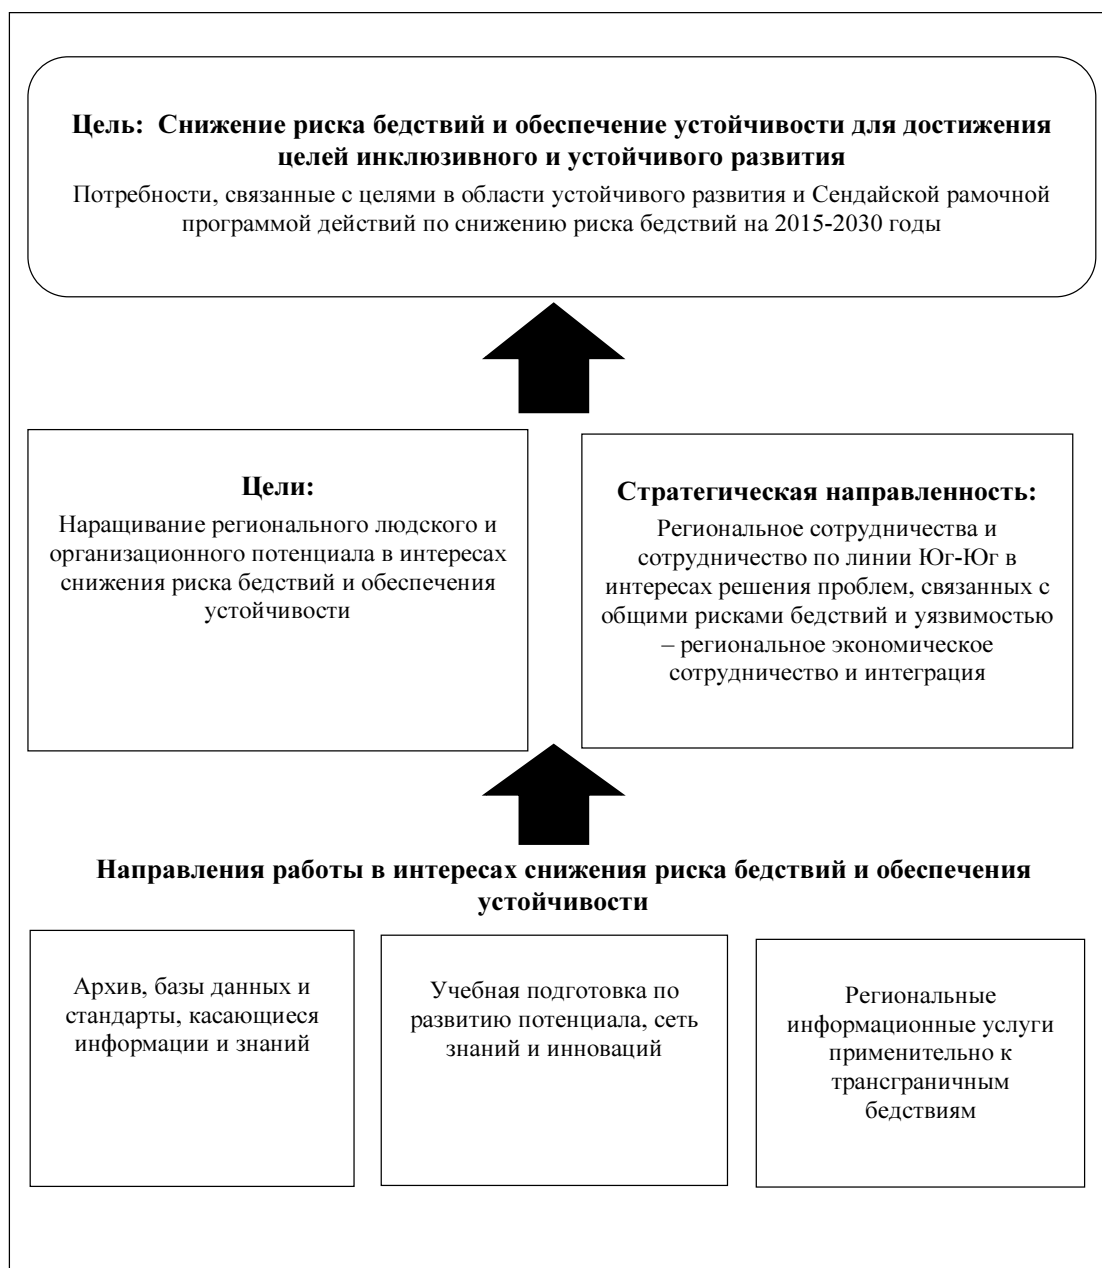 Цель: Снижение риска бедствий и обеспечение устойчивости для достижения
целей инклюзивного и устойчивого развития
Потребности, связанные с целями в области устойчивого развития и Сендайской рамочной
программой действий по снижению риска бедствий на 2015-2030 годы
Цели:
Наращивание регионального людского и
организационного потенциала в интересах
снижения риска бедствий и обеспечения
устойчивости
Стратегическая направленность:
Региональное сотрудничества и
сотрудничество по линии Юг-Юг в
интересах решения проблем, связанных с
общими рисками бедствий и уязвимостью
– региональное экономическое
сотрудничество и интеграция
Направления работы в интересах снижения риска бедствий и обеспечения
устойчивости
Архив, базы данных и
стандарты, касающиеся
информации и знаний
Учебная подготовка по
развитию потенциала, сеть
знаний и инноваций
Региональные
информационные услуги
применительно к
трансграничным
бедствиям